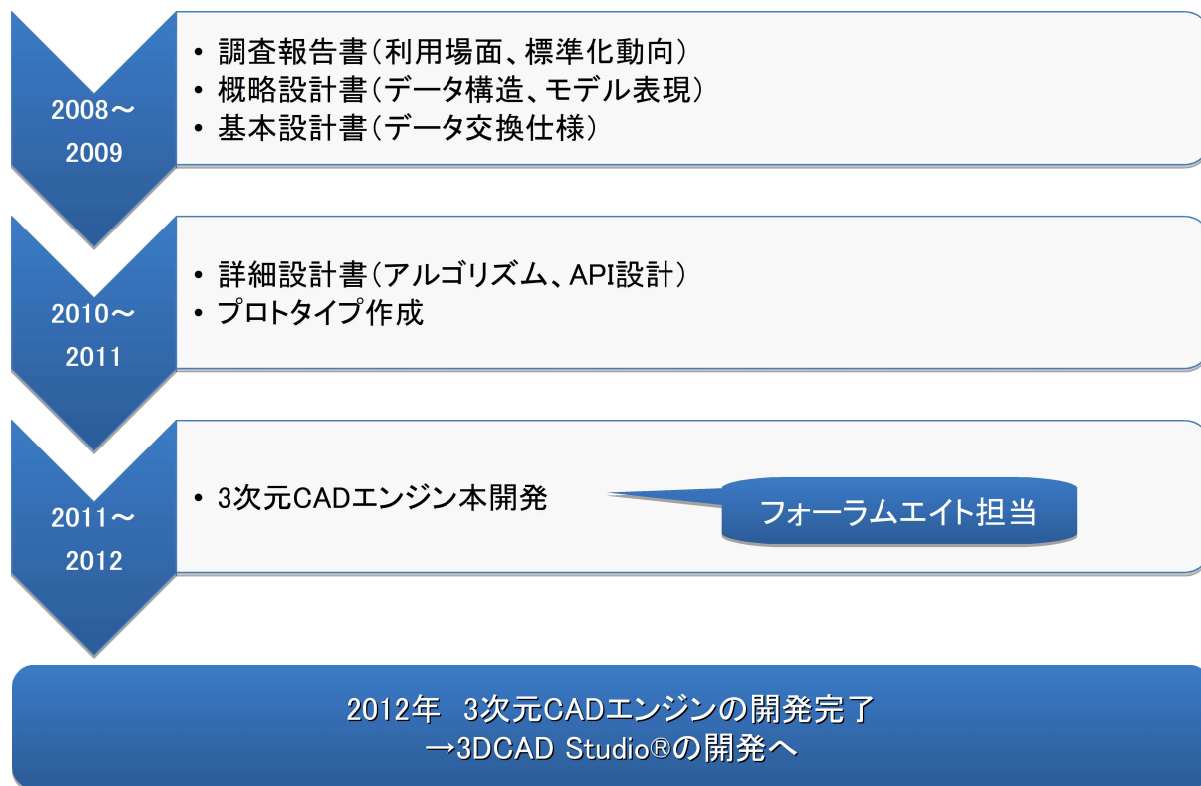 2008～
2009
• 調査報告書（利用場面、標準化動向）
• 概略設計書（データ構造、モデル表現）
• 基本設計書（データ交換仕様）
2010～
2011
• 詳細設計書（アルゴリズム、API設計）
• プロトタイプ作成
2011～
2012
• 3次元CADエンジン本開発
フォーラムエイト担当
2012年　3次元CADエンジンの開発完了
→3DCAD Studio®の開発へ